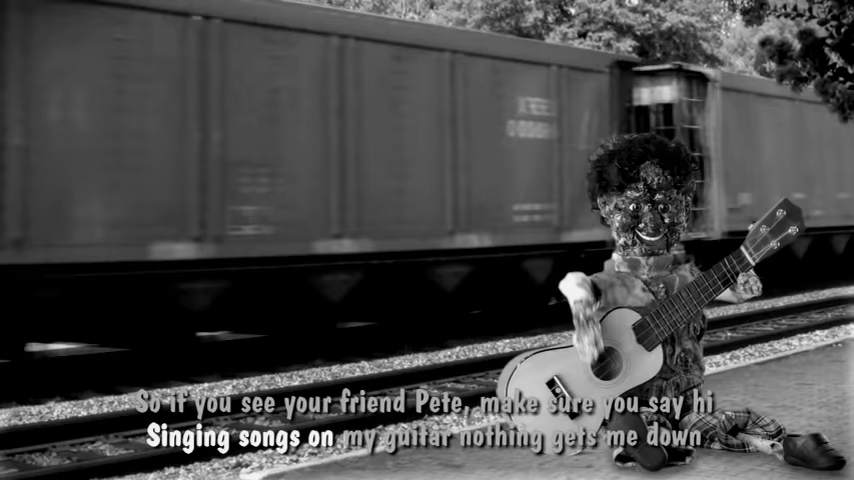 So if you see your friend Pete, make sure you say hi
Singing songs on my guitar nothing gets me down